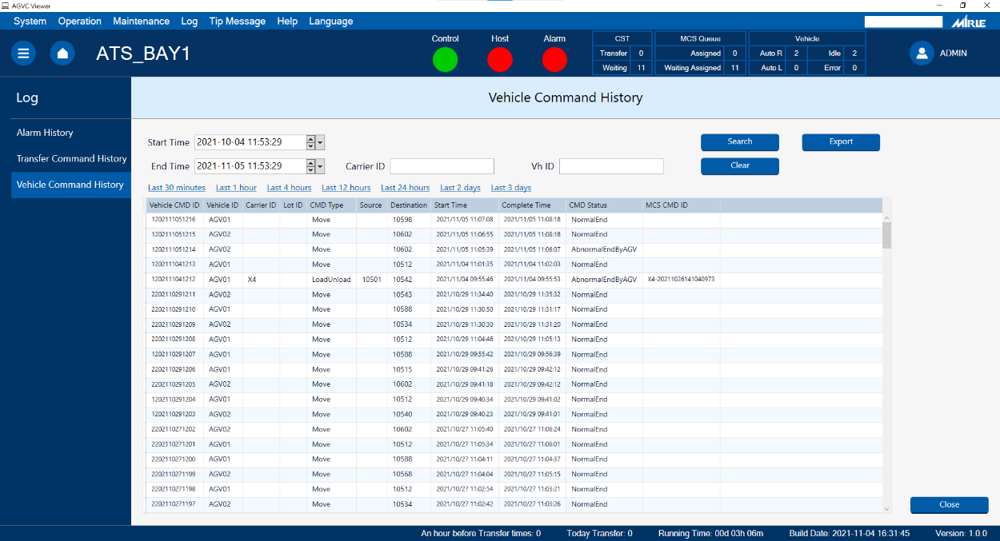 AGVC Viewer
System Operation Maintenance Log Tip Message Help Language
MIRLE
ATS_BAY1
Control Host Alarm
CST
Transfer 0
Waiting 11
MCS Queue
Assigned 0
Waiting Assigned 11
Vehicle
Auto R 2 Idle 2
Auto L 0 Error 0
ADMIN
Log
Alarm History
Transfer Command History
Vehicle Command History
Vehicle Command History
Start Time 2021-10-04 11:53:29 Search Export
End Time 2021-11-05 11:53:29 Carrier ID Vh ID Clear
Last 30 minutes Last 1 hour Last 4 hours Last 12 hours Last 24 hours Last 2 days Last 3 days
Vehicle CMD ID Vehicle ID Carrier ID Lot ID CMD Type Source Destination Start Time Complete Time CMD Status MCS CMD ID
1202111051216 AGV01 Move 10598 2021/11/05 11:07:08 2021/11/05 11:08:18 NormalEnd
1202111051215 AGV02 Move 10602 2021/11/05 11:06:55 2021/11/05 11:08:18 NormalEnd
1202111051214 AGV02 Move 10602 2021/11/05 11:05:39 2021/11/05 11:06:07 AbnormalEndByAGV
1202111041213 AGV01 Move 10512 2021/11/04 11:01:35 2021/11/04 11:02:03 NormalEnd
1202111041212 AGV01 X4 LoadUnload 10501 10542 2021/11/04 09:55:46 2021/11/04 09:55:53 AbnormalEndByAGV X4-20211026141040973
2202110291211 AGV02 Move 10543 2021/10/29 11:34:40 2021/10/29 11:35:32 NormalEnd
2202110291210 AGV01 Move 10588 2021/10/29 11:30:50 2021/10/29 11:31:17 NormalEnd
2202110291209 AGV02 Move 10534 2021/10/29 11:30:30 2021/10/29 11:31:20 NormalEnd
1202110291208 AGV01 Move 10512 2021/10/29 11:04:46 2021/10/29 11:05:13 NormalEnd
1202110291207 AGV01 Move 10588 2021/10/29 09:55:42 2021/10/29 09:56:39 NormalEnd
2202110291206 AGV01 Move 10515 2021/10/29 09:41:26 2021/10/29 09:42:12 NormalEnd
2202110291205 AGV02 Move 10602 2021/10/29 09:41:18 2021/10/29 09:42:12 NormalEnd
1202110291204 AGV01 Move 10512 2021/10/29 09:40:34 2021/10/29 09:41:02 NormalEnd
1202110291203 AGV02 Move 10540 2021/10/29 09:40:23 2021/10/29 09:41:01 NormalEnd
2202110271202 AGV02 Move 10602 2021/10/27 11:05:40 2021/10/27 11:06:24 NormalEnd
2202110271201 AGV01 Move 10512 2021/10/27 11:05:34 2021/10/27 11:06:01 NormalEnd
2202110271200 AGV01 Move 10588 2021/10/27 11:04:11 2021/10/27 11:04:37 NormalEnd
2202110271199 AGV02 Move 10568 2021/10/27 11:04:04 2021/10/27 11:05:15 NormalEnd
2202110271198 AGV01 Move 10512 2021/10/27 11:02:54 2021/10/27 11:03:21 NormalEnd
2202110271197 AGV02 Move 10534 2021/10/27 11:02:42 2021/10/27 11:03:26 NormalEnd
Close
An hour before Transfer times: 0 Today Transfer: 0 Running Time: 00d 03h 06m Build Date: 2021-11-04 16:31:45 Version: 1.0.0